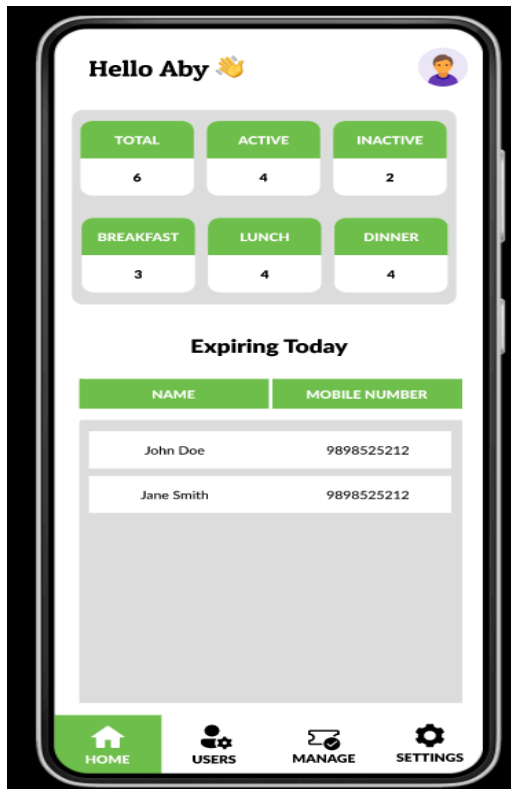 Hello Aby 👋
TOTAL ACTIVE INACTIVE
6 4 2
BREAKFAST LUNCH DINNER
3 4 4
Expiring Today
NAME MOBILE NUMBER
John Doe 9898525212
Jane Smith 9898525212
HOME USERS MANAGE SETTINGS